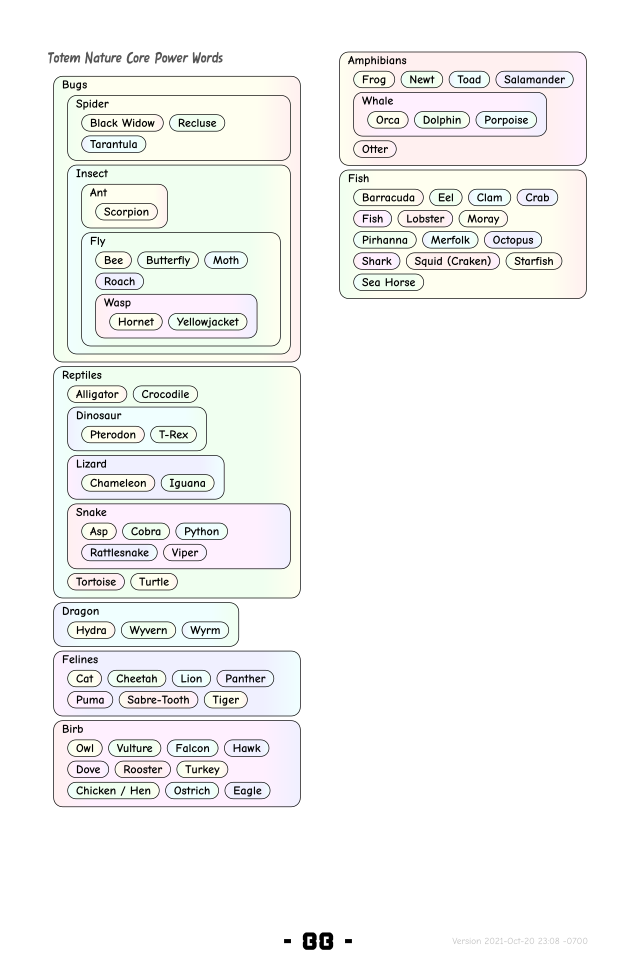 Totem Nature Core Power Words
Bugs
Spider
Black Widow Recluse
Tarantula
Insect
Ant
Scorpion
Fly
Bee Butterfly Moth
Roach
Wasp
Hornet Yellowjacket
Reptiles
Alligator Crocodile
Dinosaur
Pterodon T-Rex
Lizard
Chameleon Iguana
Snake
Asp Cobra Python
Rattlesnake Viper
Tortoise Turtle
Dragon
Hydra Wyvern Wyrm
Felines
Cat Cheetah Lion Panther
Puma Sabre-Tooth Tiger
Birb
Owl Vulture Falcon Hawk
Dove Rooster Turkey
Chicken / Hen Ostrich Eagle
Amphibians
Frog Newt Toad Salamander
Whale
Orca Dolphin Porpoise
Otter
Fish
Barracuda Eel Clam Crab
Fish Lobster Moray
Pirhanna Merfolk Octopus
Shark Squid (Craken) Starfish
Sea Horse
Version 2021-Oct-20 23:08 -0700